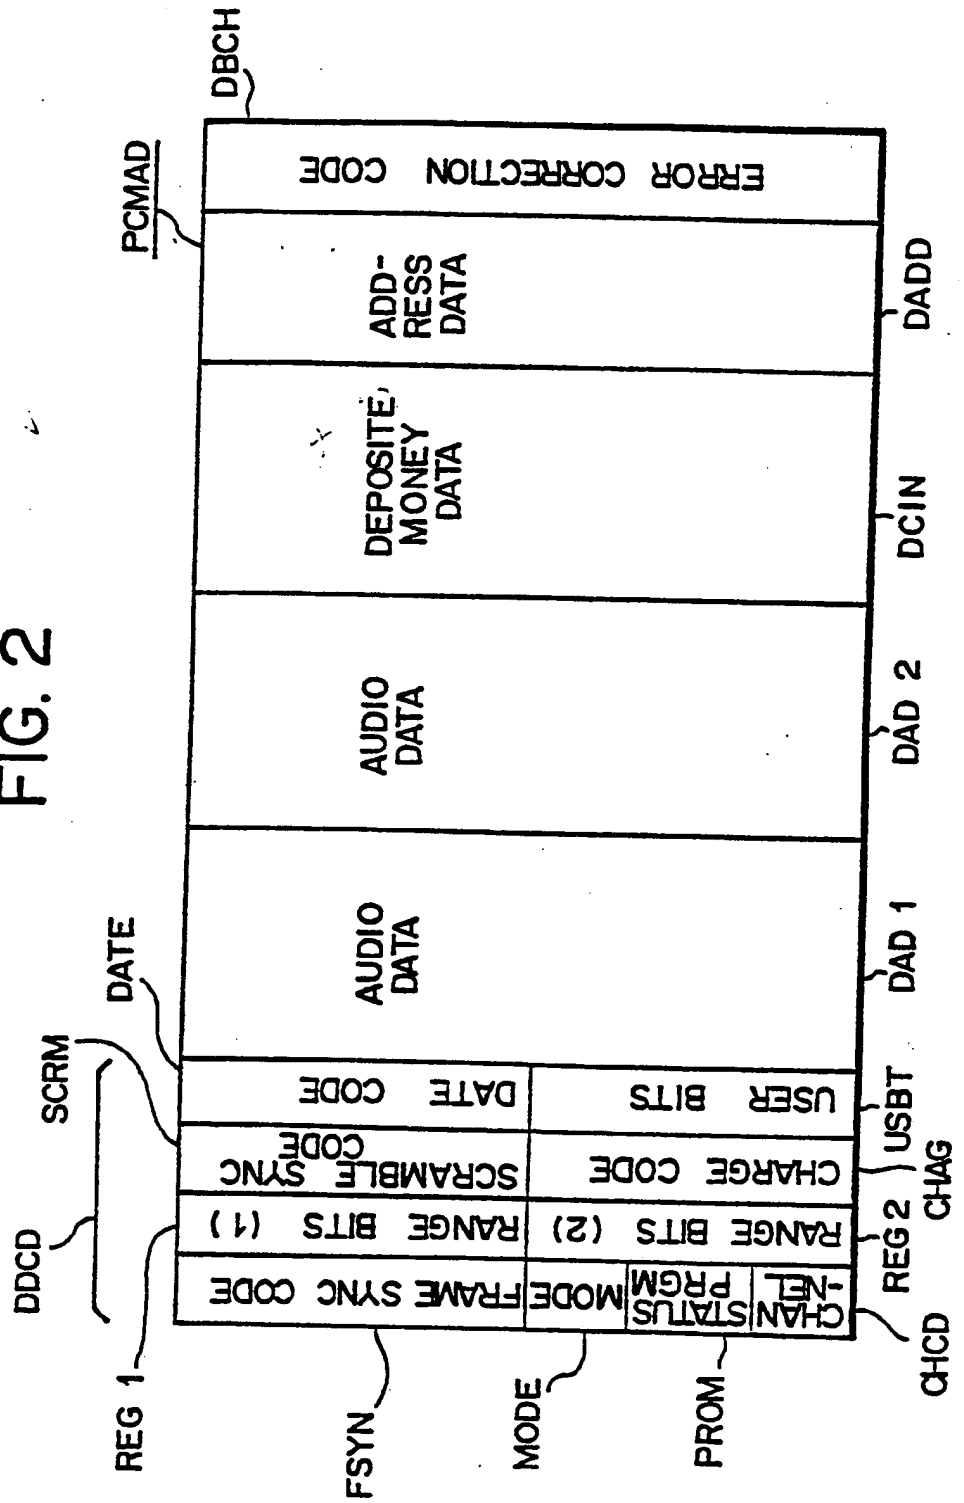 FIG. 2
DDCD
SCRM
DATE
REG 1
PCMAD
DBCH
FRAME SYNC CODE
MODE
PRGM
STATUS
CHAN
-NEL
RANGE BITS (1)
RANGE BITS (2)
SCRAMBLE SYNC
CODE
CHARGE CODE
DATE CODE
USER BITS
AUDIO
DATA
AUDIO
DATA
DEPOSITE
MONEY
DATA
ADD-
RESS
DATA
ERROR CORRECTION CODE
FSYN
MODE
PROM
CHCD
REG 2
CHAG
USBT
DAD 1
DAD 2
DCIN
DADD